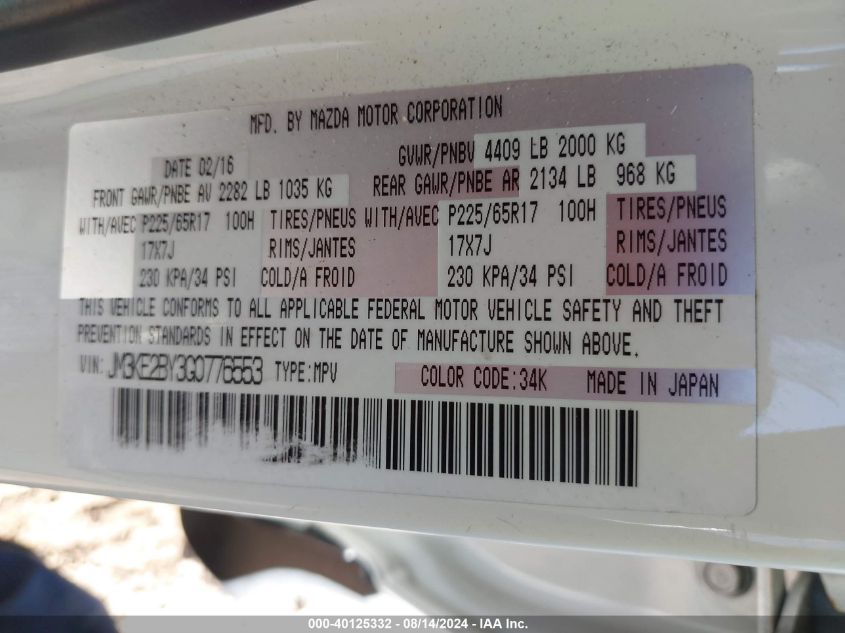 MFD. BY MAZDA MOTOR CORPORATION
DATE 02/16 GVWR/PNBV 4409 LB 2000 KG
FRONT GAWR/PNBE AV 2282 LB 1035 KG REAR GAWR/PNBE AR 2134 LB 968 KG
WITH/AVEC P225/65R17 100H TIRES/PNEUS WITH/AVEC P225/65R17 100H TIRES/PNEUS
17X7J RIMS/JANTES 17X7J RIMS/JANTES
230 KPA/34 PSI COLD/A FROID 230 KPA/34 PSI COLD/A FROID
THIS VEHICLE CONFORMS TO ALL APPLICABLE FEDERAL MOTOR VEHICLE SAFETY AND THEFT
PREVENTION STANDARDS IN EFFECT ON THE DATE OF MANUFACTURE SHOWN ABOVE.
VIN: JM3KE2BY3G0776553 TYPE:MPV COLOR CODE:34K MADE IN JAPAN
000-40125332 - 08/14/2024 - IAA Inc.